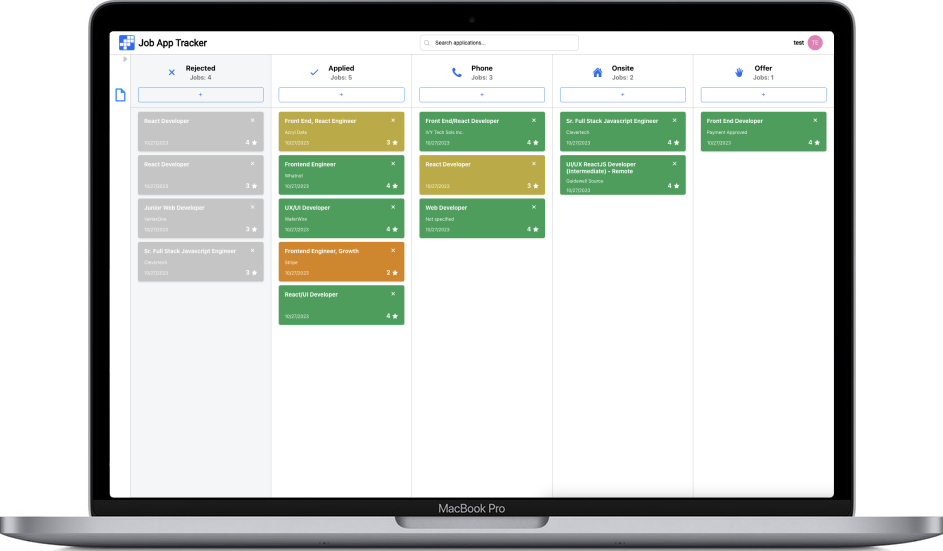 Job App Tracker
Search applications...
test
TE
Rejected
Jobs: 4
+
React Developer
10/27/2023
4
React Developer
10/27/2023
3
Junior Web Developer
10/27/2023
3
Sr. Full Stack Javascript Engineer
Clevertech
10/27/2023
3
Applied
Jobs: 5
+
Front End, React Engineer
Accu Data
10/27/2023
3
Frontend Engineer
Whatnot
10/27/2023
4
UX/UI Developer
WaferWire
10/27/2023
4
Frontend Engineer, Growth
Stripe
10/27/2023
2
React/UI Developer
10/27/2023
4
Phone
Jobs: 3
+
Front End/React Developer
IVY Tech Sols Inc.
10/27/2023
4
React Developer
10/27/2023
3
Web Developer
Not specified
10/27/2023
4
Onsite
Jobs: 2
+
Sr. Full Stack Javascript Engineer
Clevertech
10/27/2023
4
UI/UX ReactJS Developer
(Intermediate) - Remote
Source
10/27/2023
4
Offer
Jobs: 1
+
Front End Developer
Payment Approved
10/27/2023
4
MacBook Pro